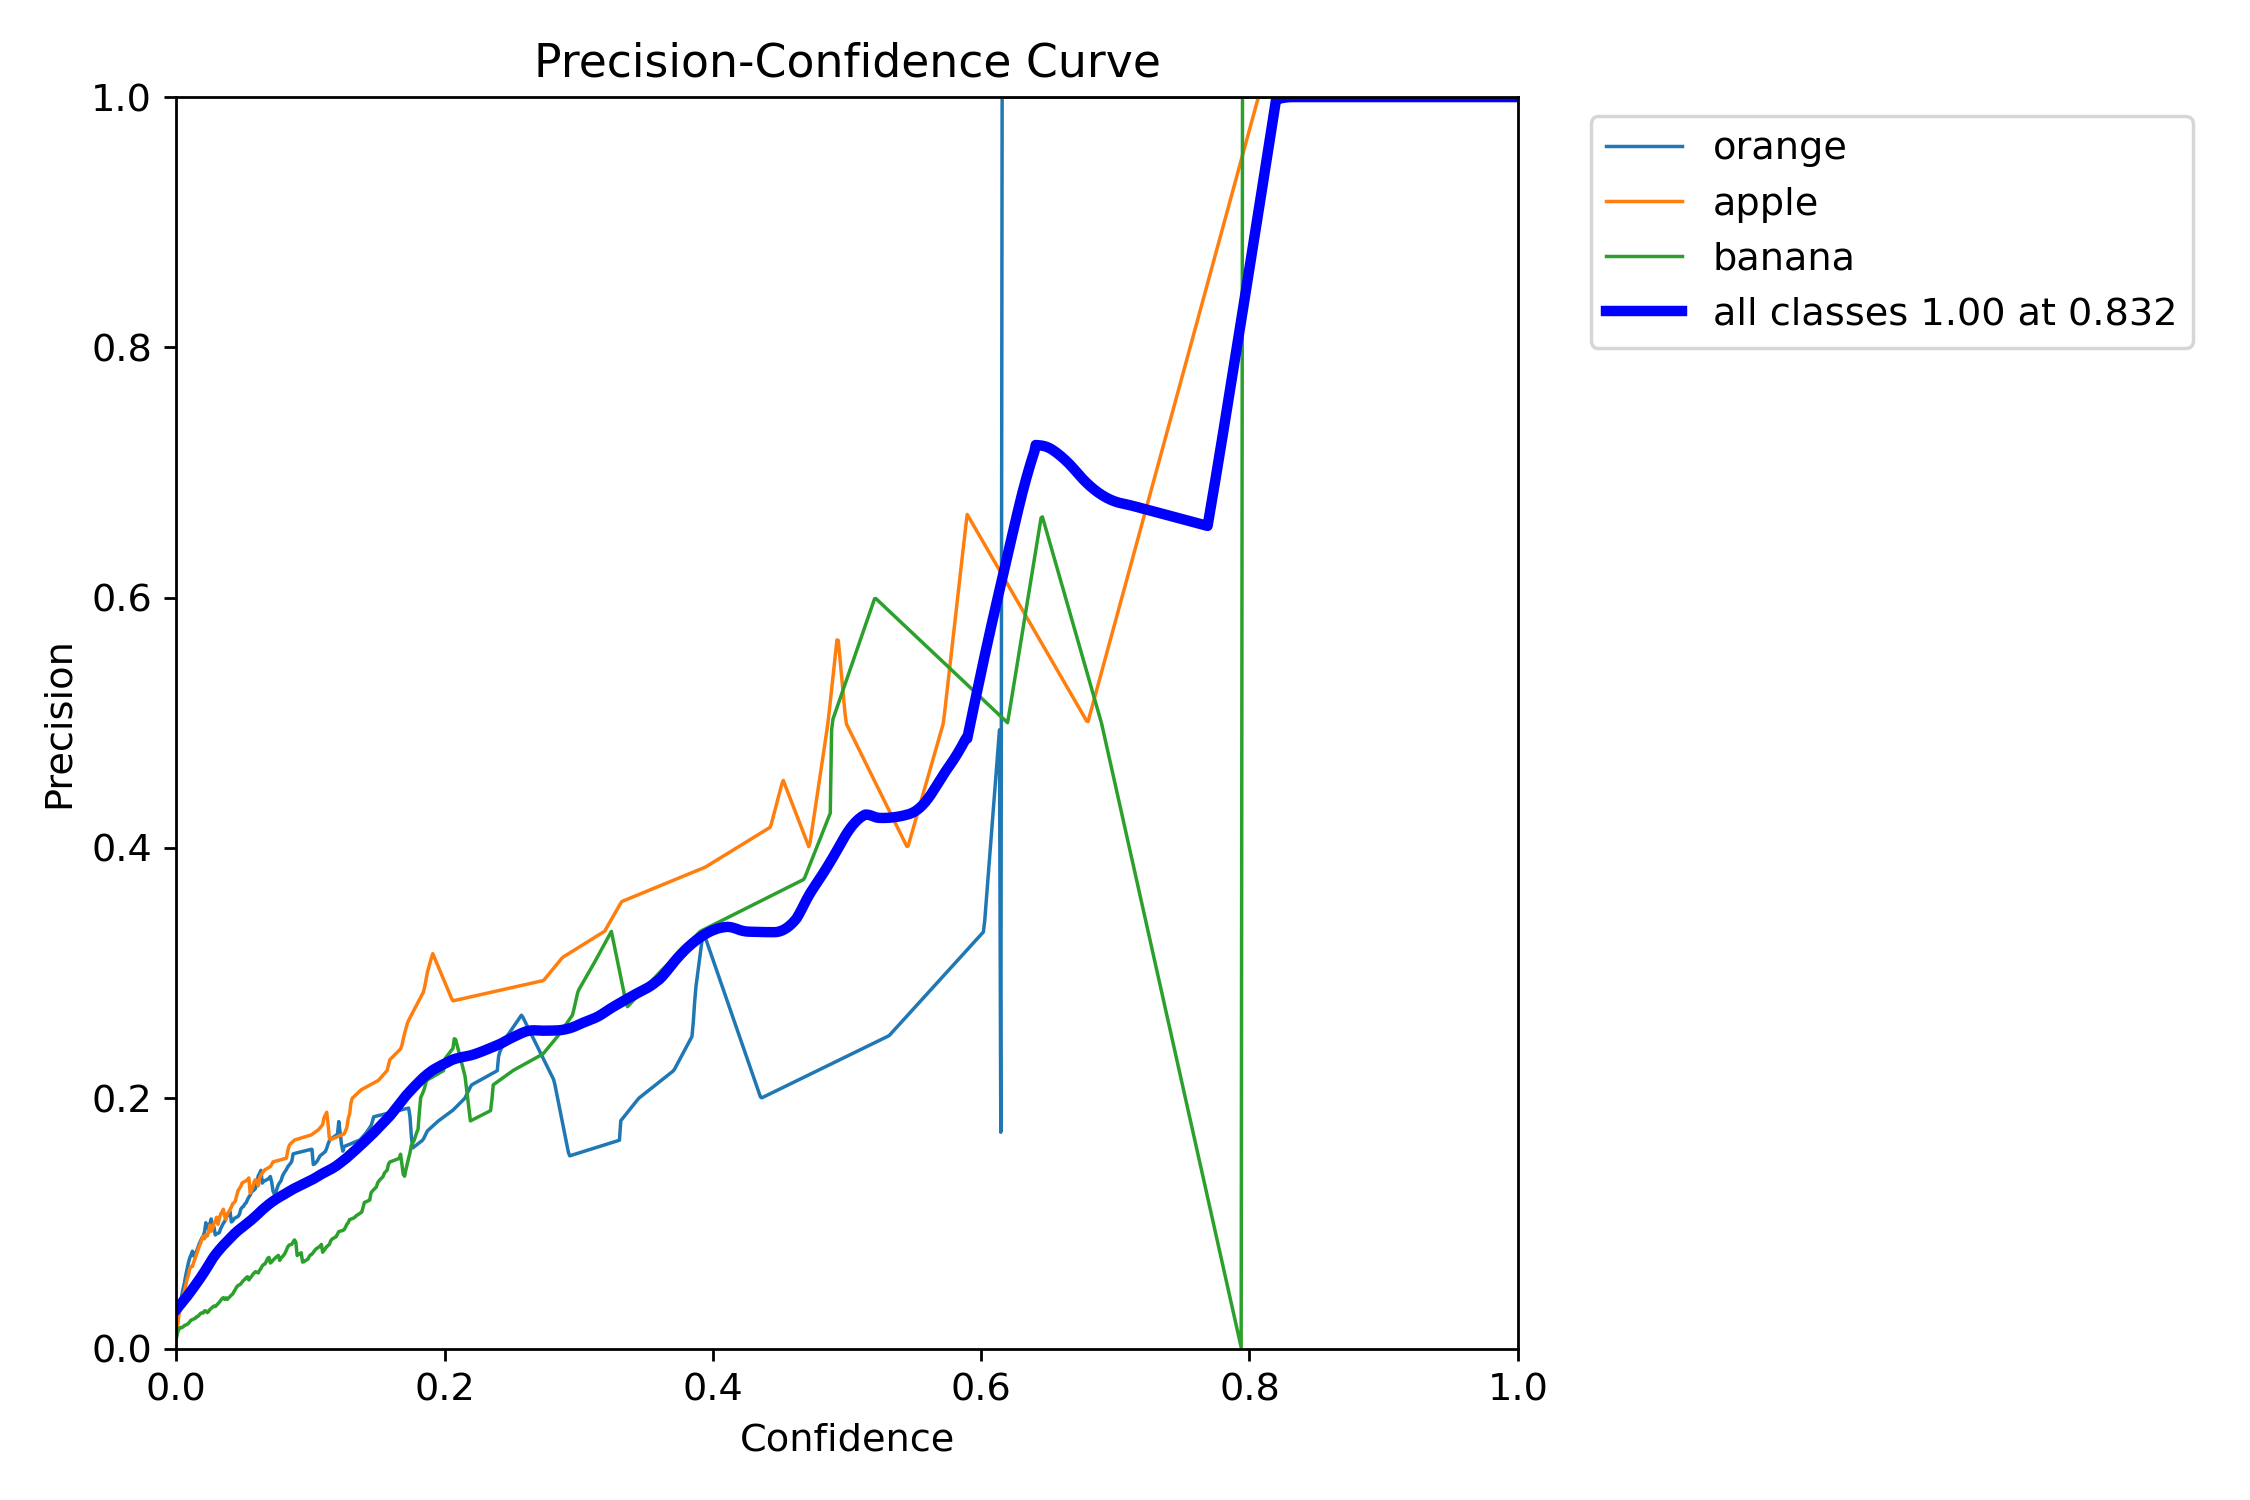 Precision-Confidence Curve
1.0
0.8
0.6
0.4
0.2
0.0
Precision
0.0 0.2 0.4 0.6 0.8 1.0
Confidence
orange
apple
banana
all classes 1.00 at 0.832